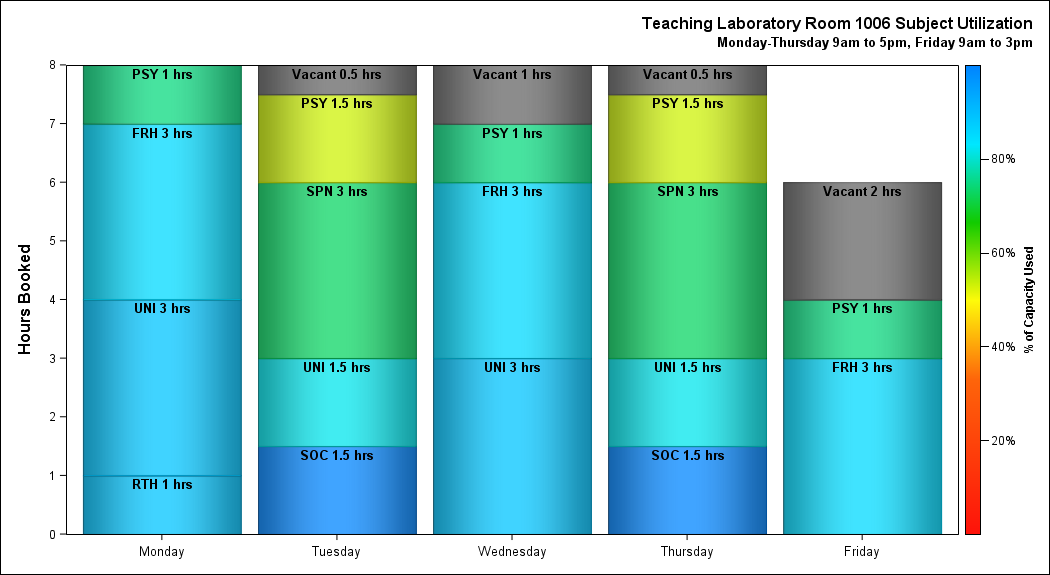 Teaching Laboratory Room 1006 Subject Utilization
Monday-Thursday 9am to 5pm, Friday 9am to 3pm
Hours Booked
8
7
6
5
4
3
2
1
0
PSY 1 hrs
FRH 3 hrs
UNI 3 hrs
RTH 1 hrs
Vacant 0.5 hrs
PSY 1.5 hrs
SPN 3 hrs
UNI 1.5 hrs
SOC 1.5 hrs
Vacant 1 hrs
PSY 1 hrs
FRH 3 hrs
UNI 3 hrs
Vacant 0.5 hrs
PSY 1.5 hrs
SPN 3 hrs
UNI 1.5 hrs
SOC 1.5 hrs
Vacant 2 hrs
PSY 1 hrs
FRH 3 hrs
Monday
Tuesday
Wednesday
Thursday
Friday
80%
60%
40%
20%
% of Capacity Used